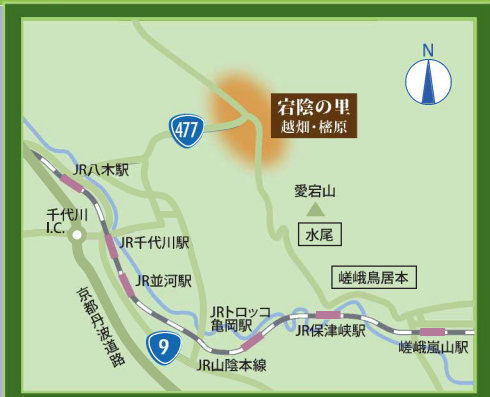 N
宕陰の里
越畑・樒原
477
JR八木駅
愛宕山
千代川
I.C.
水尾
JR千代川駅
嵯峨鳥居本
JR並河駅
京都丹波道路
JRトロッコ
亀岡駅
JR保津峡駅
9
嵯峨嵐山駅
JR山陰本線